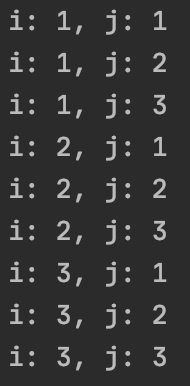 i: 1, j: 1
i: 1, j: 2
i: 1, j: 3
i: 2, j: 1
i: 2, j: 2
i: 2, j: 3
i: 3, j: 1
i: 3, j: 2
i: 3, j: 3